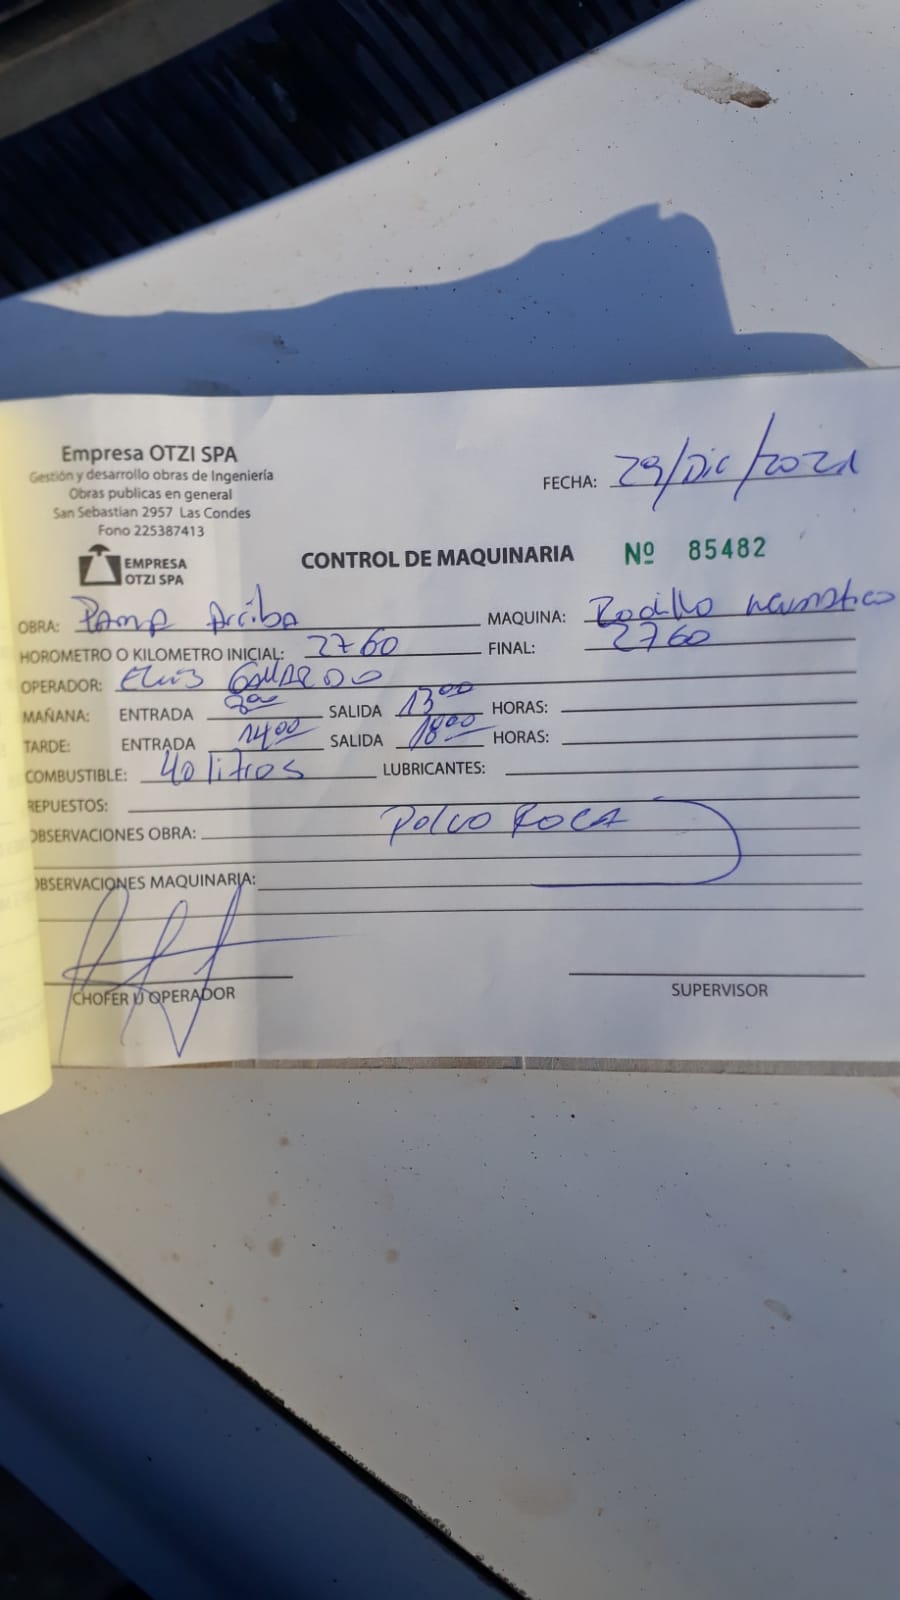 Empresa OTZI SPA
Gestión y desarrollo obras de Ingeniería
Obras publicas en general
San Sebastian 2957 Las Condes
Fono 225387413
EMPRESA
OTZI SPA
FECHA: 29/Dic/2021
CONTROL DE MAQUINARIA Nº 85482
OBRA: PAMPA Arriba MAQUINA: Rodillo neumatico
HOROMETRO O KILOMETRO INICIAL: 2760 FINAL: 2760
OPERADOR: GALLARDO
MAÑANA: ENTRADA 8:00 SALIDA 13:00 HORAS:
TARDE: ENTRADA 14:00 SALIDA 18:00 HORAS:
COMBUSTIBLE: 40 litros LUBRICANTES:
REPUESTOS:
OBSERVACIONES OBRA: Polvo ROCA
OBSERVACIONES MAQUINARIA:
CHOFER U OPERADOR SUPERVISOR